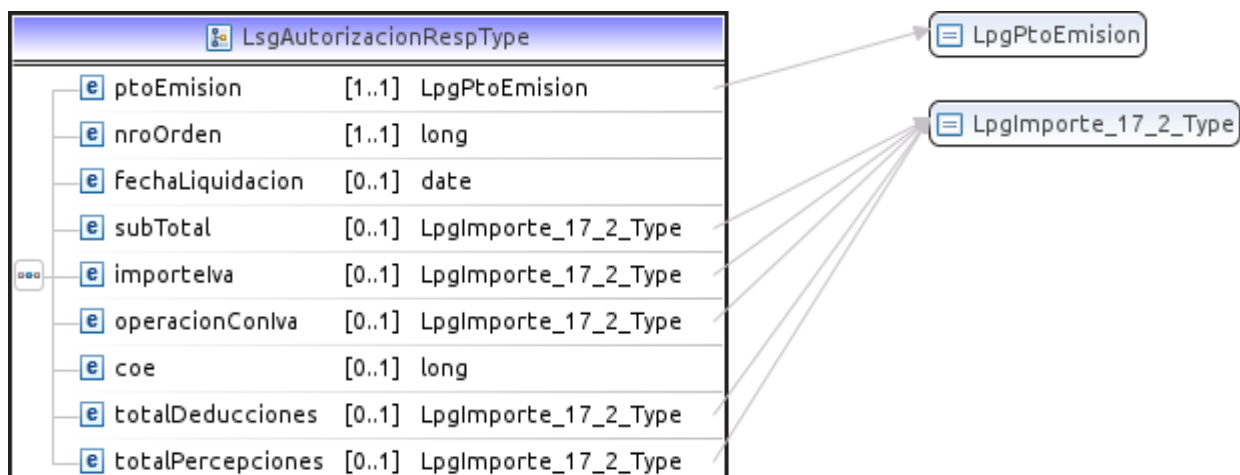 LsgAutorizacionRespType
LpgPtoEmision
e ptoEmision [1..1] LpgPtoEmision
LpgImporte_17_2_Type
e nroOrden [1..1] long
e fechaLiquidacion [0..1] date
e subTotal [0..1] LpgImporte_17_2_Type
e importeIva [0..1] LpgImporte_17_2_Type
e operacionConIva [0..1] LpgImporte_17_2_Type
e coe [0..1] long
e totalDeducciones [0..1] LpgImporte_17_2_Type
e totalPercepciones [0..1] LpgImporte_17_2_Type